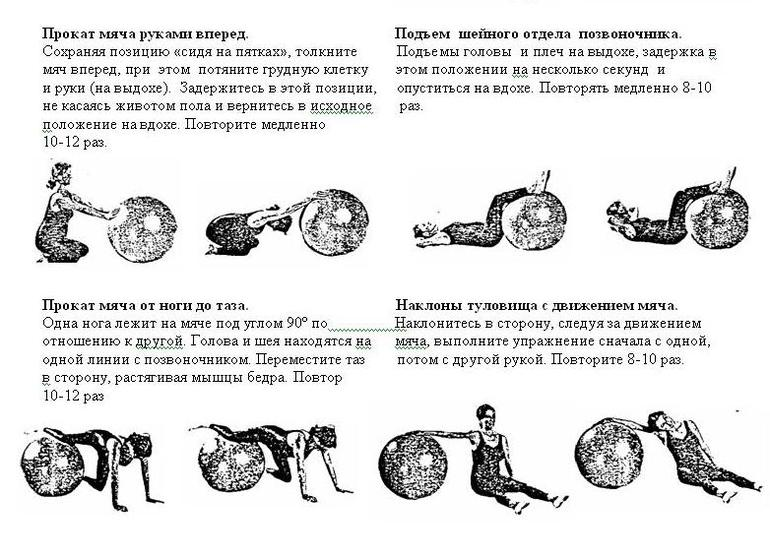 Прокат мяча руками вперед.
Сохраняя позицию «сидя на пятках», толкните
мяч вперед, при этом потяните грудную клетку
и руки (на выдохе). Задержитесь в этой позиции,
не касаясь животом пола и вернитесь в исходное
положение на вдохе. Повторите медленно
10-12 раз.
Подъем шейного отдела позвоночника.
Подъемы головы и плеч на выдохе, задержка в
этом положении на несколько секунд и
опуститься на вдохе. Повторять медленно 8-10
раз.
Прокат мяча от ноги до таза.
Одна нога лежит на мяче под углом 90° по
отношению к другой. Голова и шея находятся на
одной линии с позвоночником. Переместите таз
в сторону, растягивая мышцы бедра. Повтор
10-12 раз
Наклоны туловища с движением мяча.
Наклонитесь в сторону, следуя за движением
мяча, выполните упражнение сначала с одной,
потом с другой рукой. Повторите 8-10 раз.